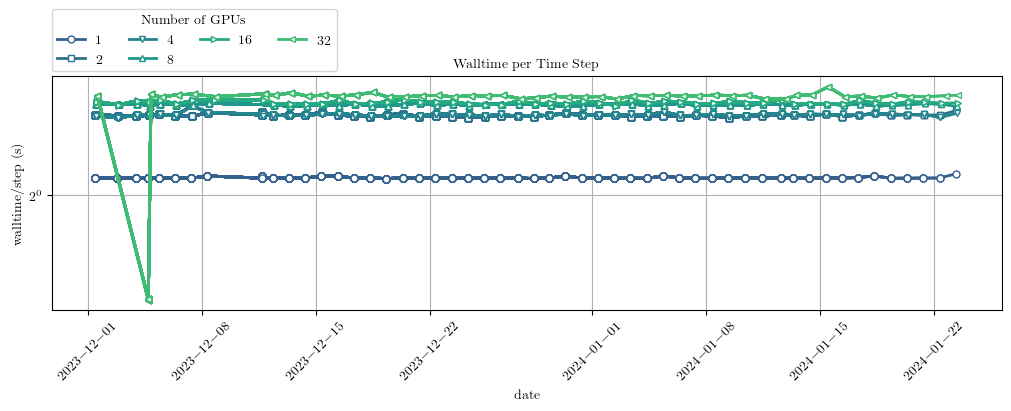 Number of GPUs
1 4 16 32
2 8
Walltime per Time Step
walltime/step (s)
2^0
2023−12−01 2023−12−08 2023−12−15 2023−12−22 2024−01−01 2024−01−08 2024−01−15 2024−01−22
date